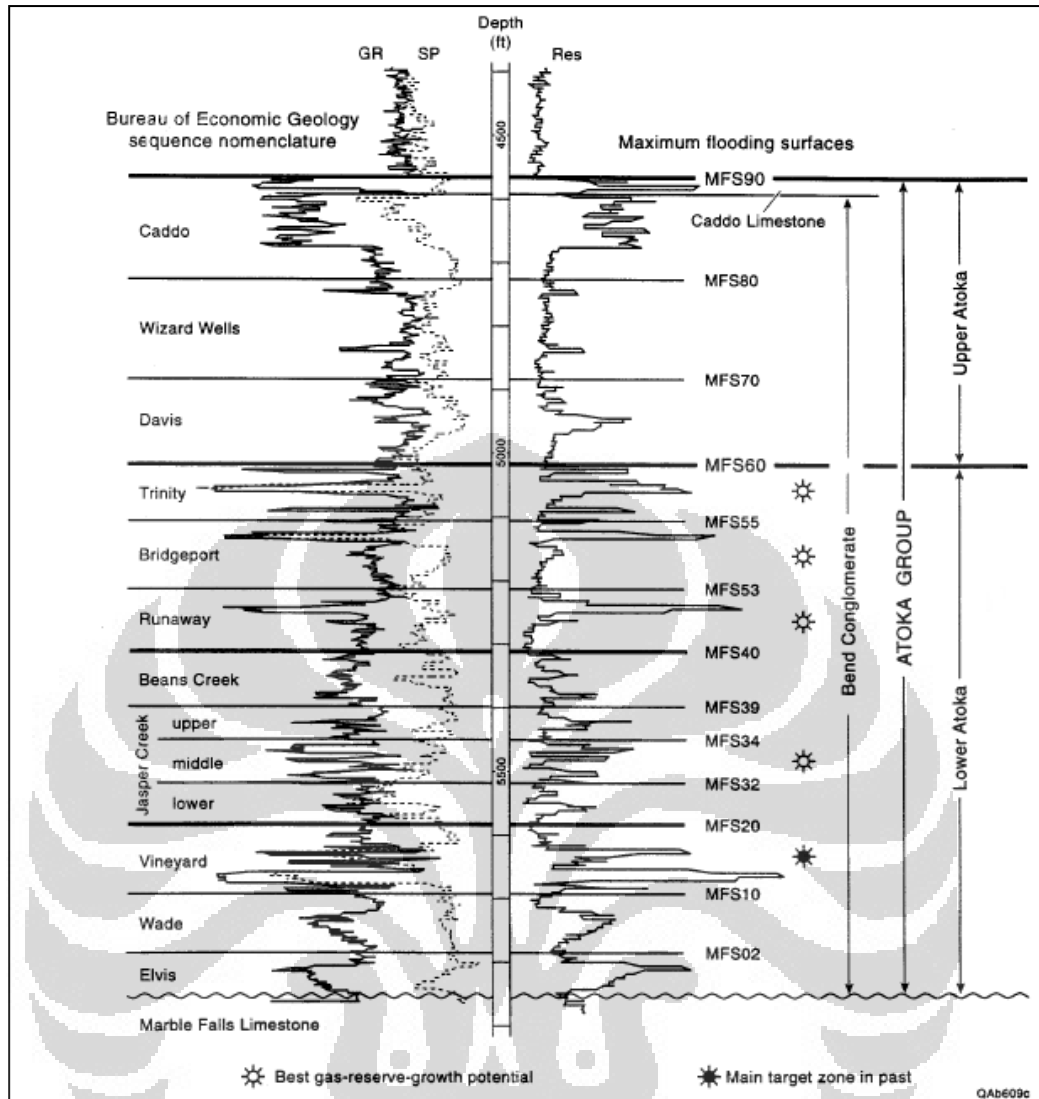 Depth
(ft)
GR SP Res
Bureau of Economic Geology
sequence nomenclature
4500
Maximum flooding surfaces
MFS90
Caddo Limestone
Caddo
MFS80
Wizard Wells
Upper Atoka
MFS70
Davis
5000
MFS60
Trinity
MFS55
Bridgeport
MFS53
Runaway
Bend Conglomerate
ATOKA GROUP
MFS40
Beans Creek
MFS39
Jasper Creek
upper
MFS34
middle
5500
MFS32
Lower Atoka
lower
MFS20
Vineyard
MFS10
Wade
MFS02
Elvis
Marble Falls Limestone
Best gas-reserve-growth potential Main target zone in past
QAb609c